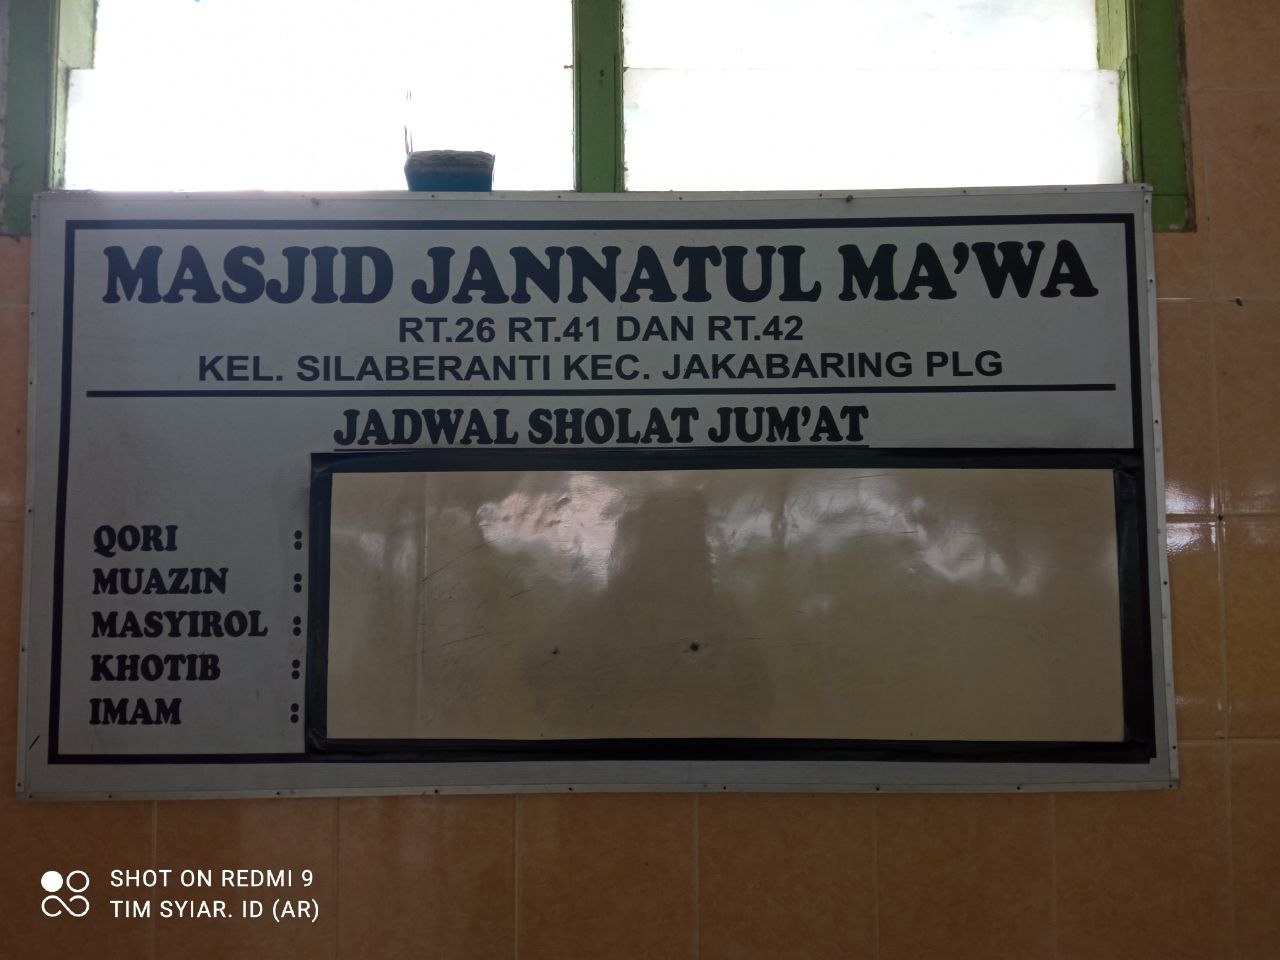 MASJID JANNATUL MA'WA
RT.26 RT.41 DAN RT.42
KEL. SILABERANTI KEC. JAKABARING PLG
JADWAL SHOLAT JUM'AT
QORI :
MUAZIN :
MASYIROL :
KHOTIB :
IMAM :
SHOT ON REDMI 9
TIM SYIAR. ID (AR)